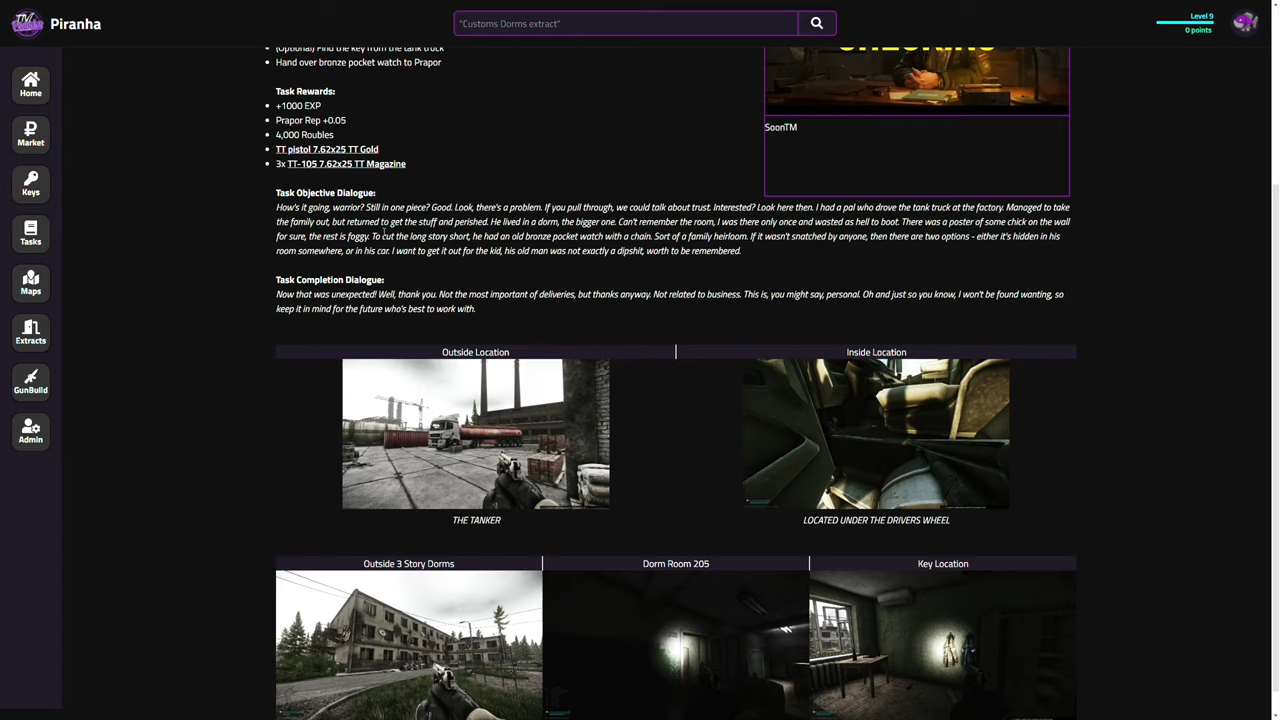 Piranha
"Customs Dorms extract"
Level 9
0 points
Home
Market
Keys
Tasks
Maps
Extracts
GunBuild
Admin
(Optional) Find the key from the tank truck
Hand over bronze pocket watch to Prapor
CHECKING
SoonTM
Task Rewards:
+1000 EXP
Prapor Rep +0.05
4,000 Roubles
TT pistol 7.62x25 TT Gold
3x TT-105 7.62x25 TT Magazine
Task Objective Dialogue:
How's it going, warrior? Still in one piece? Good. Look, there's a problem. If you pull through, we could talk about trust. Interested? Look here then. I had a pal who drove the tank truck at the factory. Managed to take
the family out, but returned to get the stuff and perished. He lived in a dorm, the bigger one. Can't remember the room, I was there only once and wasted as hell to boot. There was a poster of some chick on the wall
for sure, the rest is foggy. To cut the long story short, he had an old bronze pocket watch with a chain. Sort of a family heirloom. If it wasn't snatched by anyone, then there are two options - either it's hidden in his
room somewhere, or in his car. I want to get it out for the kid, his old man was not exactly a dipshit, worth to be remembered.
Task Completion Dialogue:
Now that was unexpected! Well, thank you. Not the most important of deliveries, but thanks anyway. Not related to business. This is, you might say, personal. Oh and just so you know, I won't be found wanting, so
keep it in mind for the future who's best to work with.
Outside Location
Inside Location
THE TANKER
LOCATED UNDER THE DRIVERS WHEEL
Outside 3 Story Dorms
Dorm Room 205
Key Location